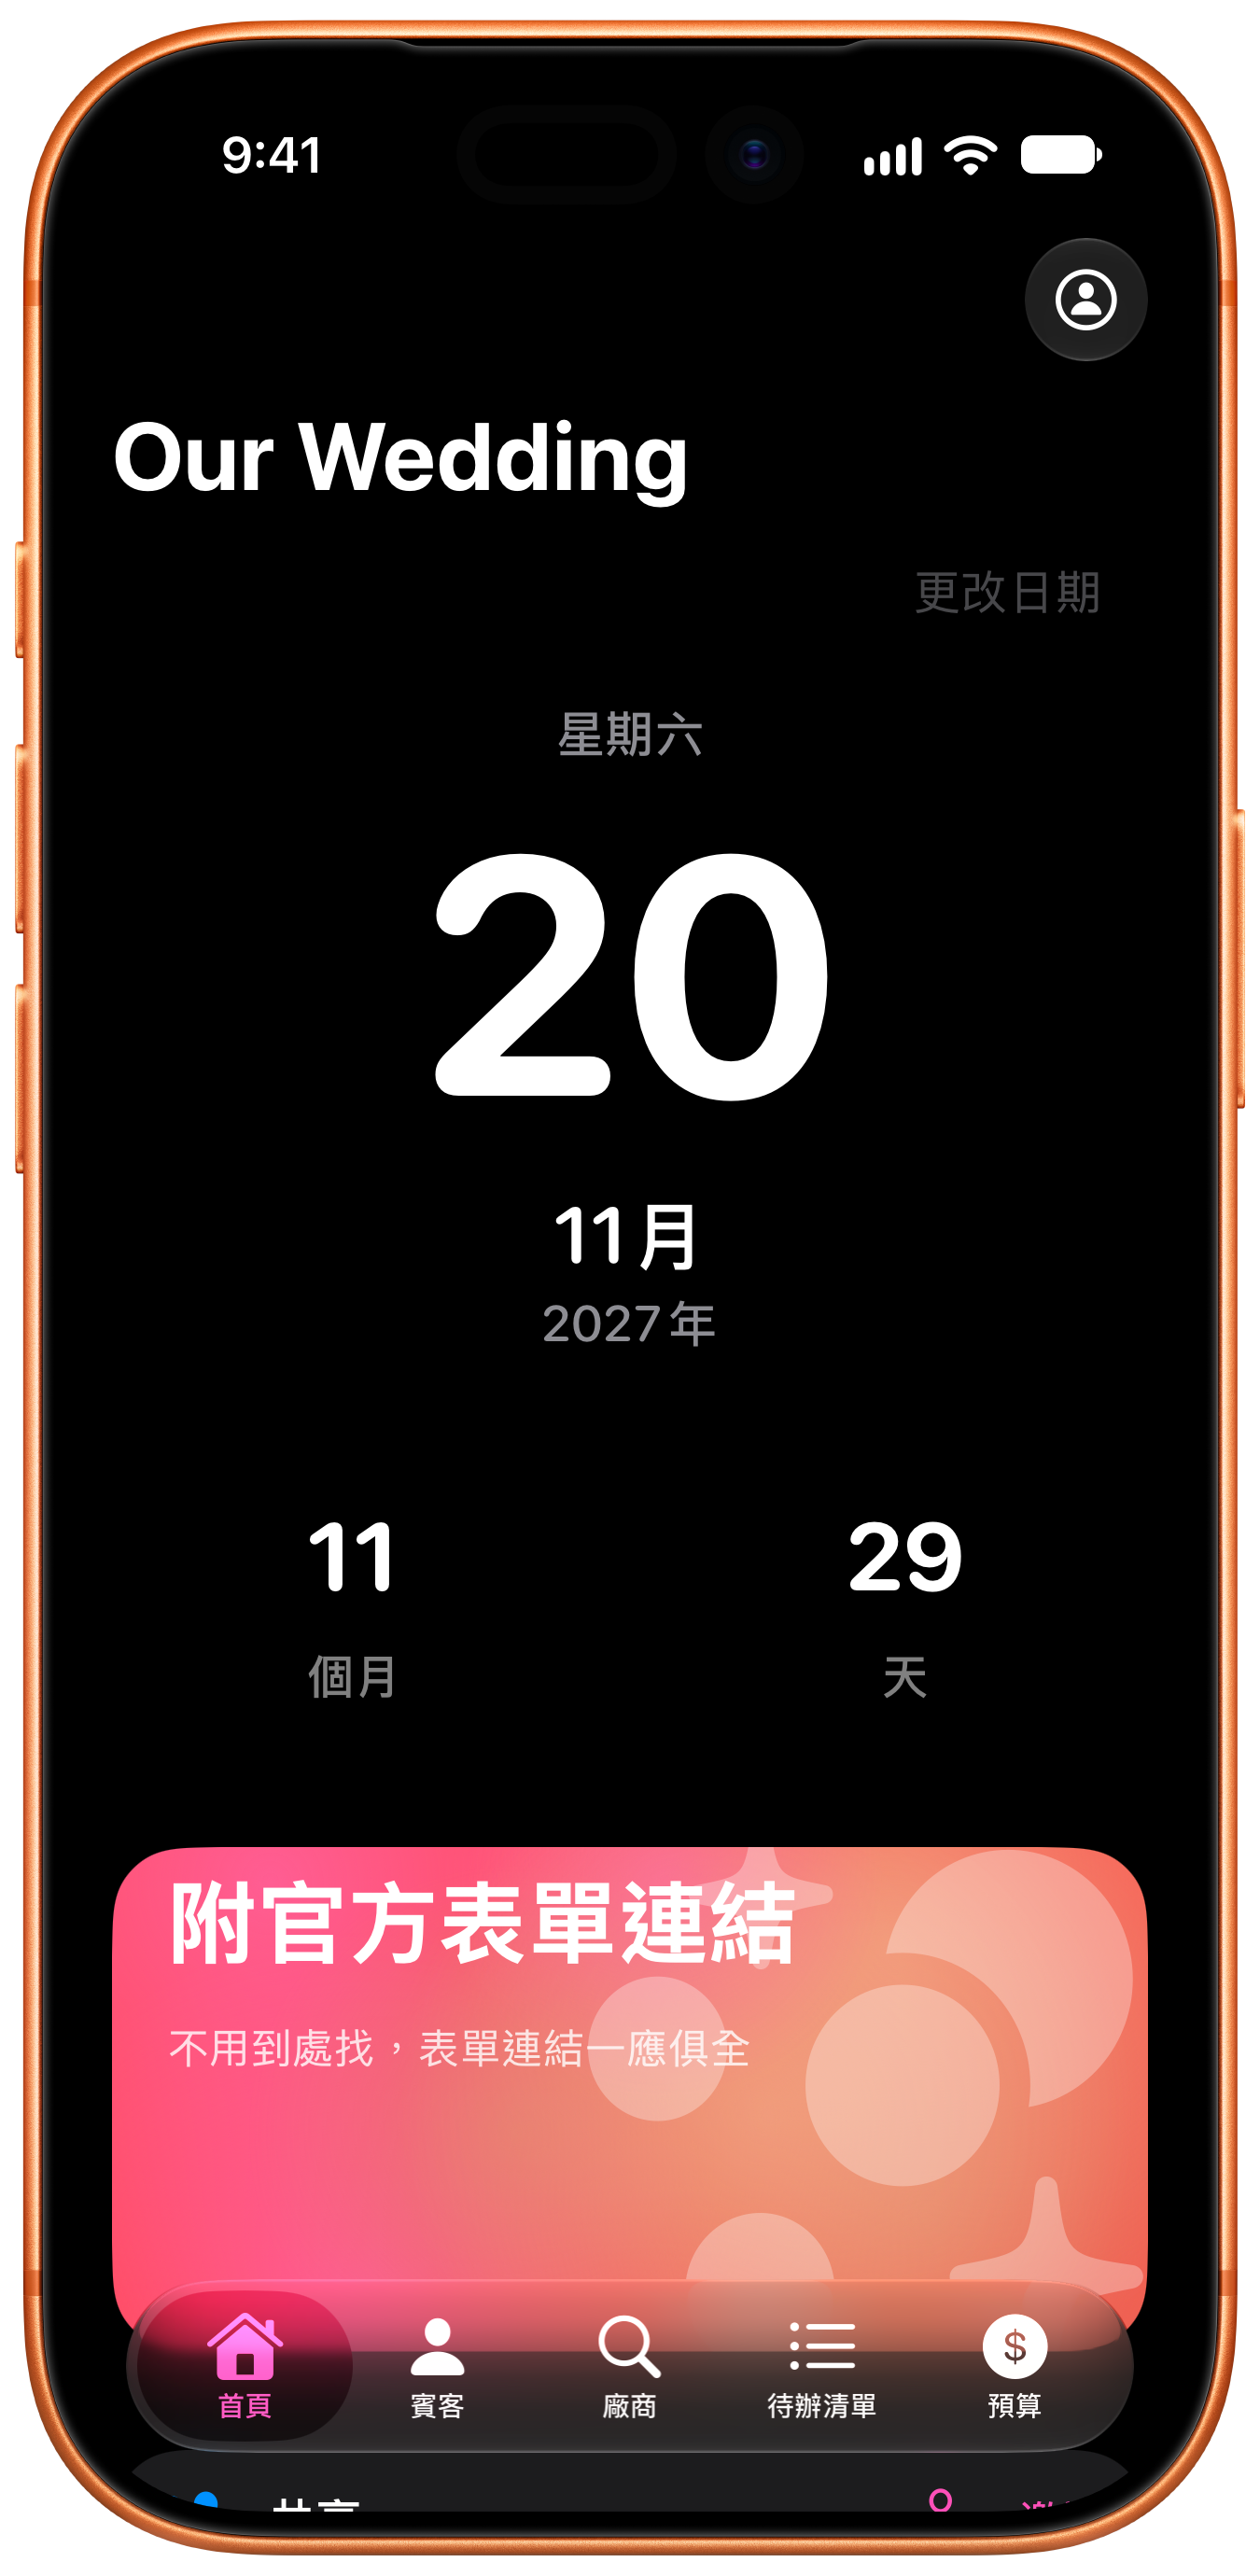 9:41
Our Wedding
更改日期
星期六
20
11月
2027年
11
29
個月
天
附官方表單連結
不用到處找，表單連結一應俱全
首頁
賓客
廠商
待辦清單
預算